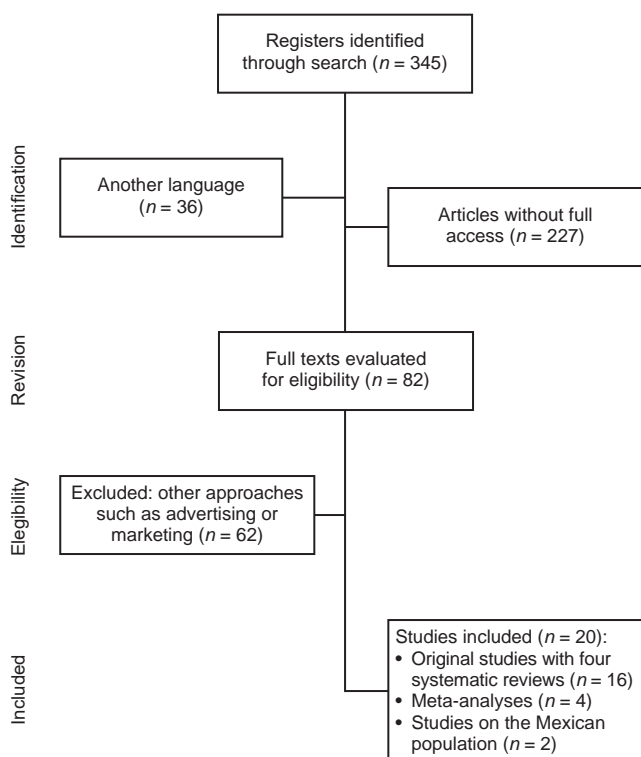 Registers identified
through search (n = 345)
Identification
Another language
(n = 36)
Articles without full
access (n = 227)
Revision
Full texts evaluated
for eligibility (n = 82)
Elegibility
Excluded: other approaches
such as advertising or
marketing (n = 62)
Included
Studies included (n = 20):
• Original studies with four
systematic reviews (n = 16)
• Meta-analyses (n = 4)
• Studies on the Mexican
population (n = 2)